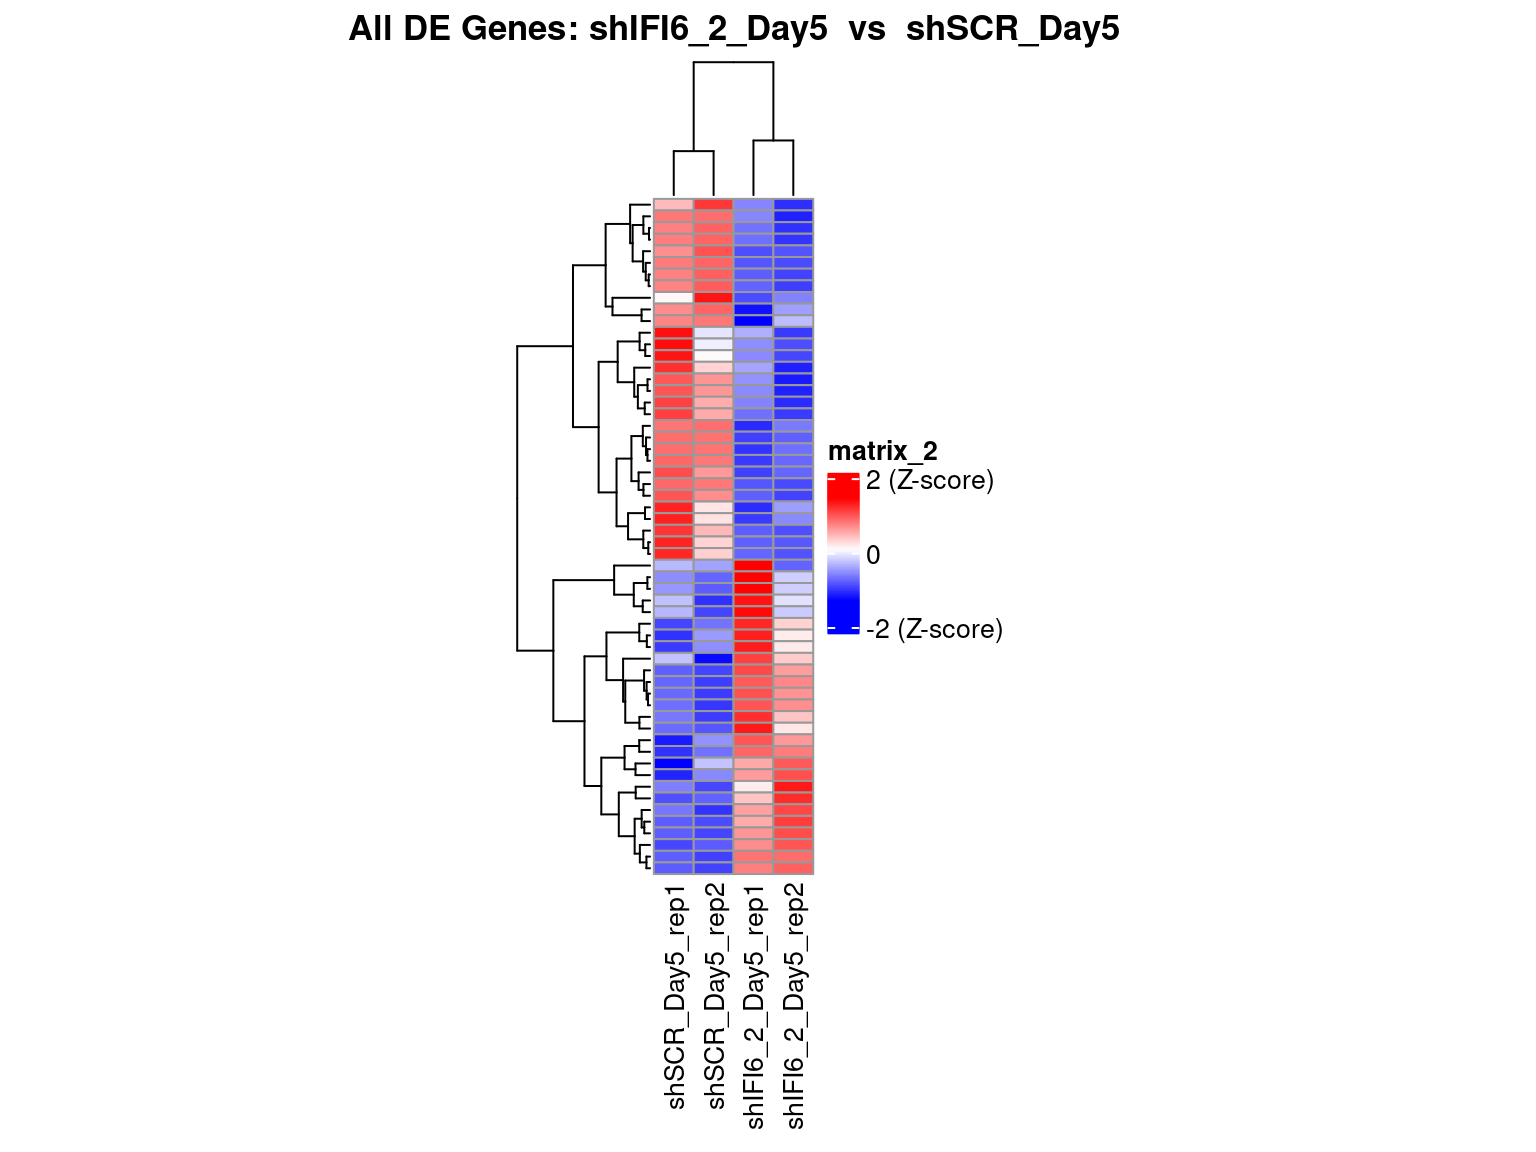 All DE Genes: shIFI6_2_Day5  vs  shSCR_Day5
matrix_2
2 (Z-score)
0
-2 (Z-score)
shSCR_Day5_rep1
shSCR_Day5_rep2
shIFI6_2_Day5_rep1
shIFI6_2_Day5_rep2